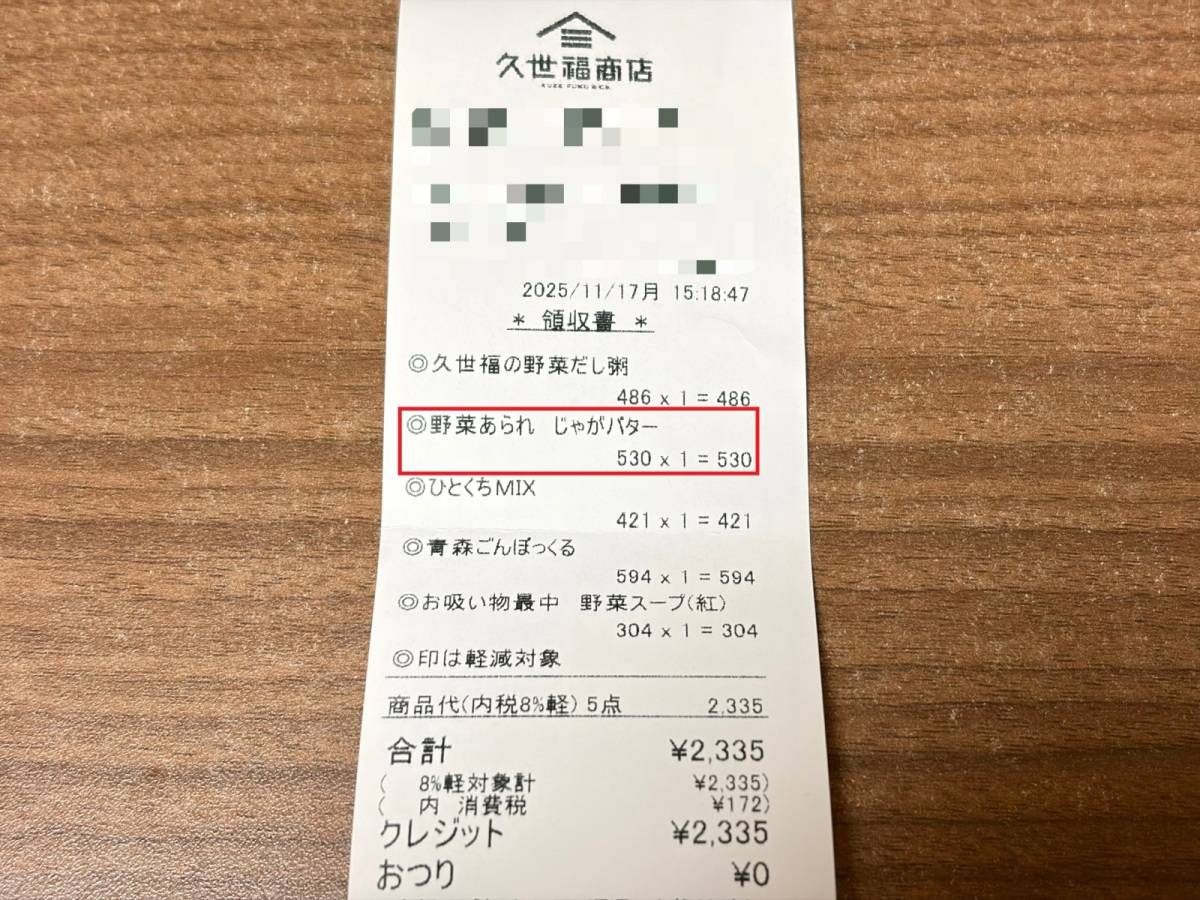 久世福商店
KUZE FUKU & Co.
2025/11/17月 15:18:47
* 領収書 *
◎久世福の野菜だし粥
486 x 1 = 486
◎野菜あられ じゃがバター
530 x 1 = 530
◎ひとくちMIX
421 x 1 = 421
◎青森ごんぼっくる
594 x 1 = 594
◎お吸い物最中 野菜スープ(紅)
304 x 1 = 304
◎印は軽減対象
商品代(内税8%軽) 5点 2,335
合計 ¥2,335
( 8%軽対象計 ¥2,335)
( 内 消費税 ¥172)
クレジット ¥2,335
おつり ¥0